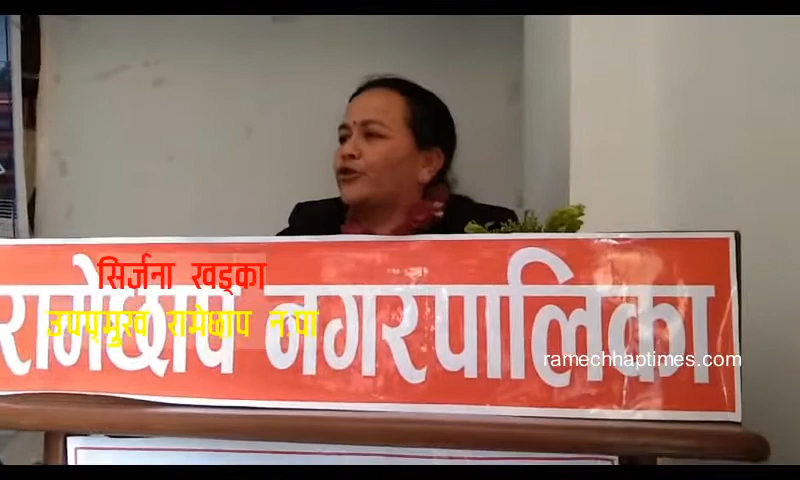 सिर्जना खड्का
उपप्रमुख रामेछाप न.पा
रामेछाप नगरपालिका
ramechhaptimes.com